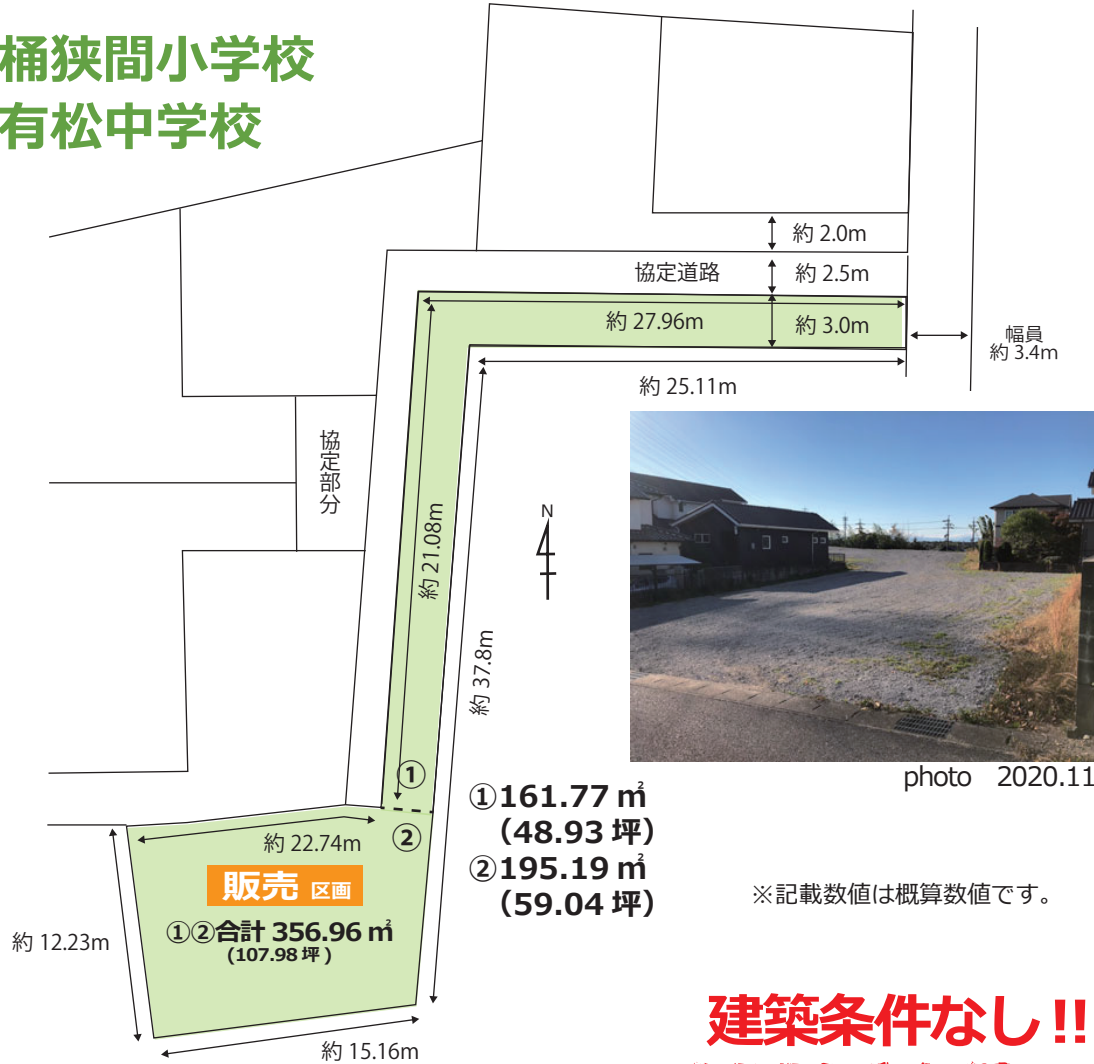 桶狭間小学校
有松中学校
約 2.0m
協定道路
約 2.5m
約 27.96m
約 3.0m
幅員
約 3.4m
約 25.11m
協定部分
N
約 21.08m
約 37.8m
photo 2020.11
①
②
①161.77 ㎡
(48.93 坪)
②195.19 ㎡
(59.04 坪)
約 22.74m
販売 区画
①②合計 356.96 ㎡
(107.98 坪)
※記載数値は概算数値です。
約 12.23m
約 15.16m
建築条件なし!!